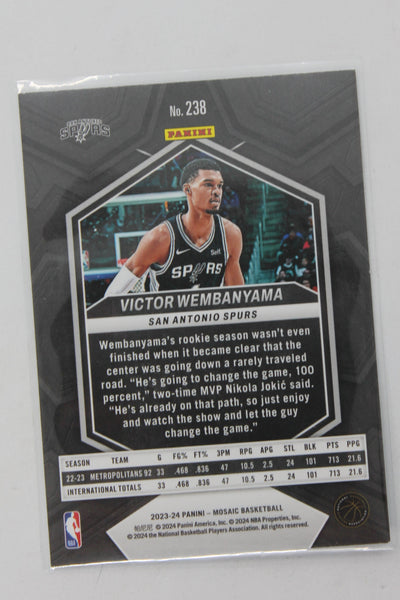 No. 238
SAN ANTONIO
SPURS
PANINI
SPURS
VICTOR WEMBANYAMA
SAN ANTONIO SPURS
Wembanyama's rookie season wasn't even
finished when it became clear that the
center was going down a rarely traveled
road. “He's going to change the game, 100
percent,” two-time MVP Nikola Jokić said.
“He's already on that path, so just enjoy
and watch the show and let the guy
change the game.”
SEASON TEAM G FG% FT% 3PM RPG APG STL BLK PTS PPG
22-23 METROPOLITANS 92 33 .468 .836 47 10.5 2.5 24 101 713 21.6
INTERNATIONAL TOTALS 33 .468 .836 47 10.5 2.5 24 101 713 21.6
2023-24 PANINI – MOSAIC BASKETBALL
帕尼尼 © 2024 Panini America, Inc. © 2024 NBA Properties, Inc.
© 2024 the National Basketball Players Association. All rights reserved.
NBA